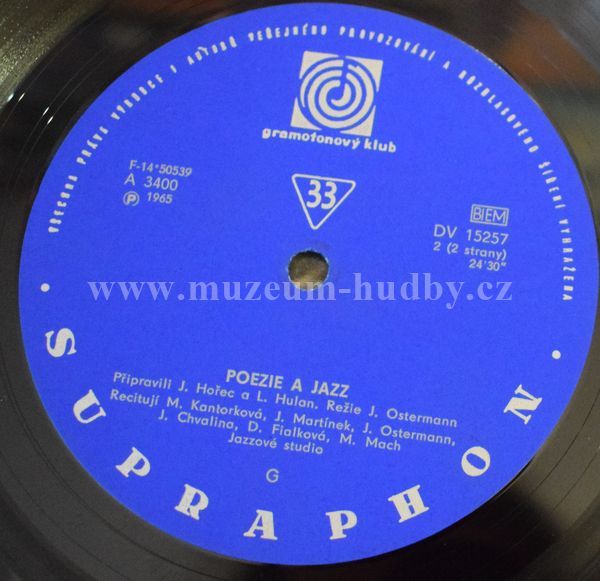 VŠECHNA PRÁVA VÝROBCE I AUTORŮ VEŘEJNÉHO PROVOZOVÁNÍ A ROZHLASOVÉHO ŠÍŘENÍ VYHRAŽENA
gramofonový klub
F-14*50539
A 3400
Ⓟ 1965
33
BIEM
DV 15257
2 (2 strany)
24'30"
www.muzeum-hudby.cz
POEZIE A JAZZ
Připravili J. Hořec a L. Hulan. Režie J. Ostermann
Recitují M. Kantorková, J. Martínek, J. Ostermann,
J. Chvalina, D. Fialková, M. Mach
Jazzové studio
G
• SUPRAPHON •